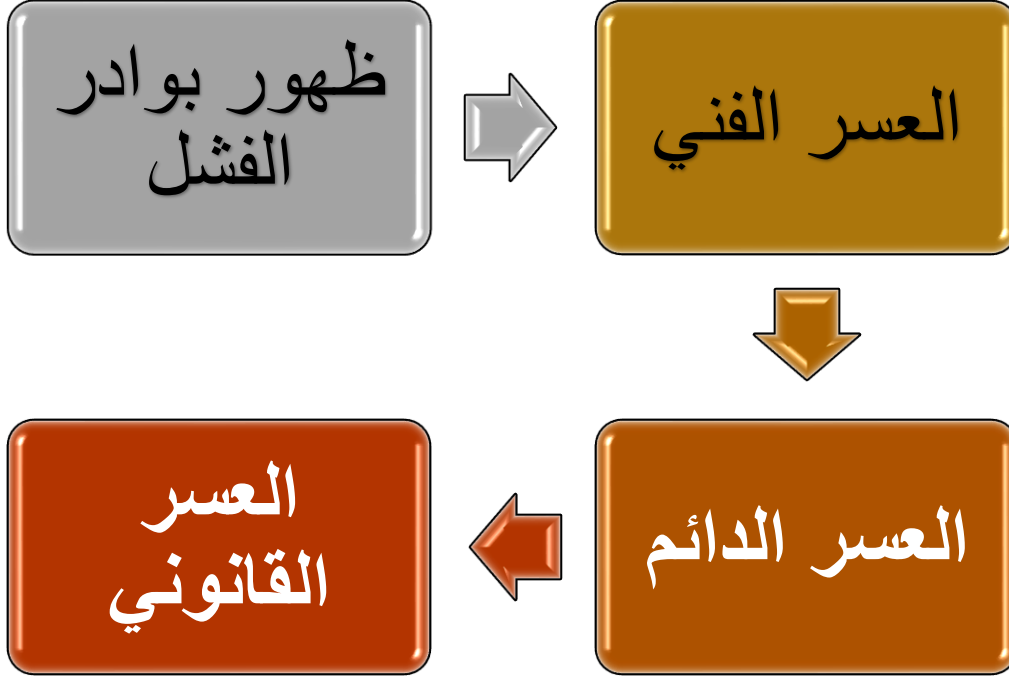 ظهور بوادر
الفشل
العسر الفني
العسر الدائم
العسر
القانوني